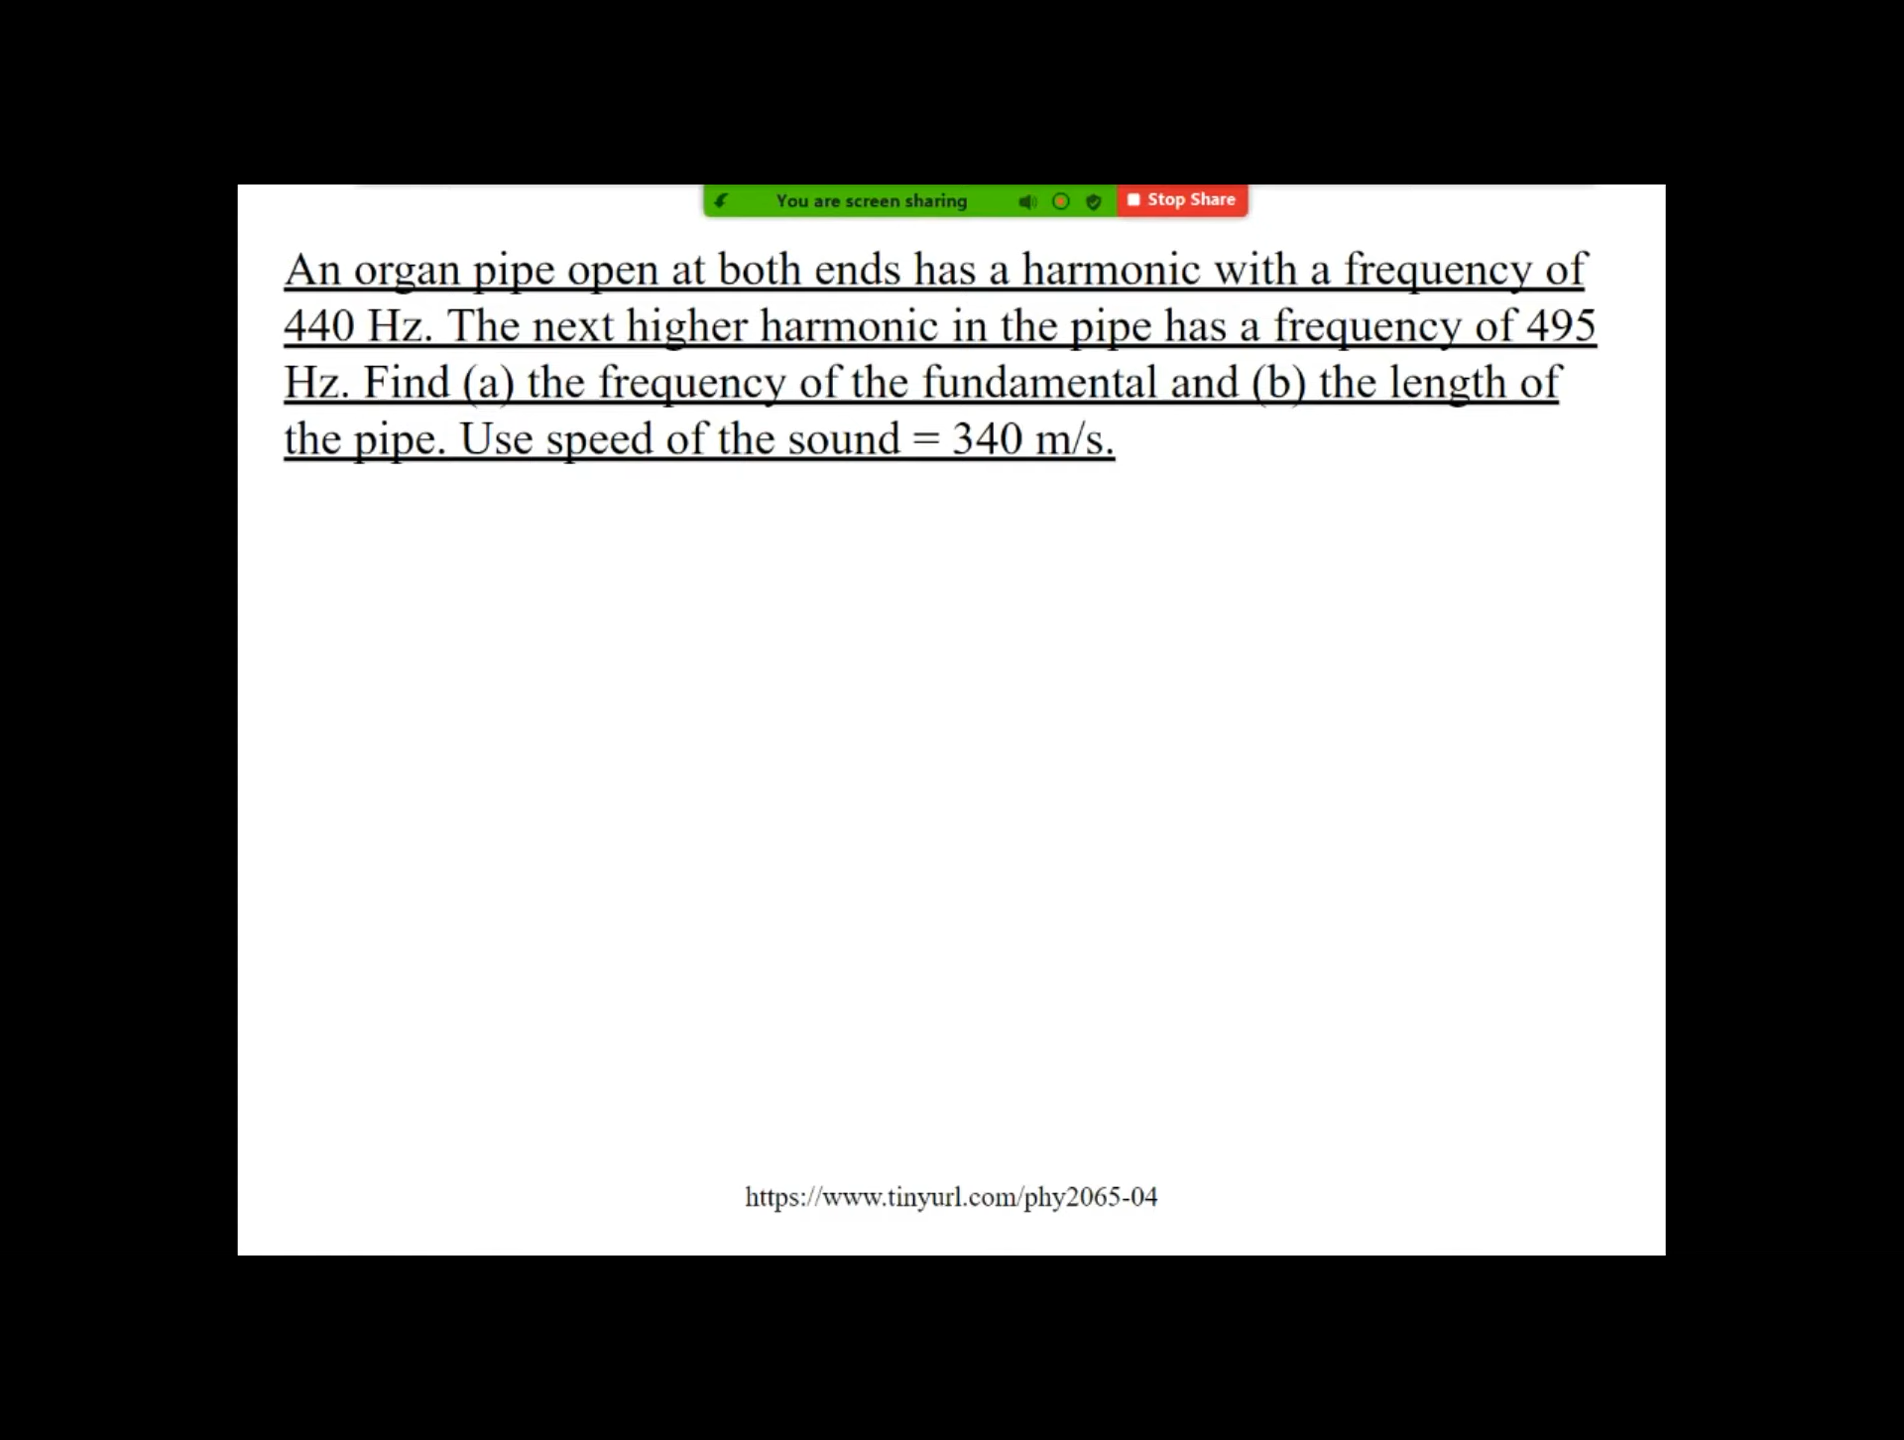 You are screen sharing
Stop Share
An organ pipe open at both ends has a harmonic with a frequency of
440 Hz. The next higher harmonic in the pipe has a frequency of 495
Hz. Find (a) the frequency of the fundamental and (b) the length of
the pipe. Use speed of the sound = 340 m/s.
https://www.tinyurl.com/phy2065-04